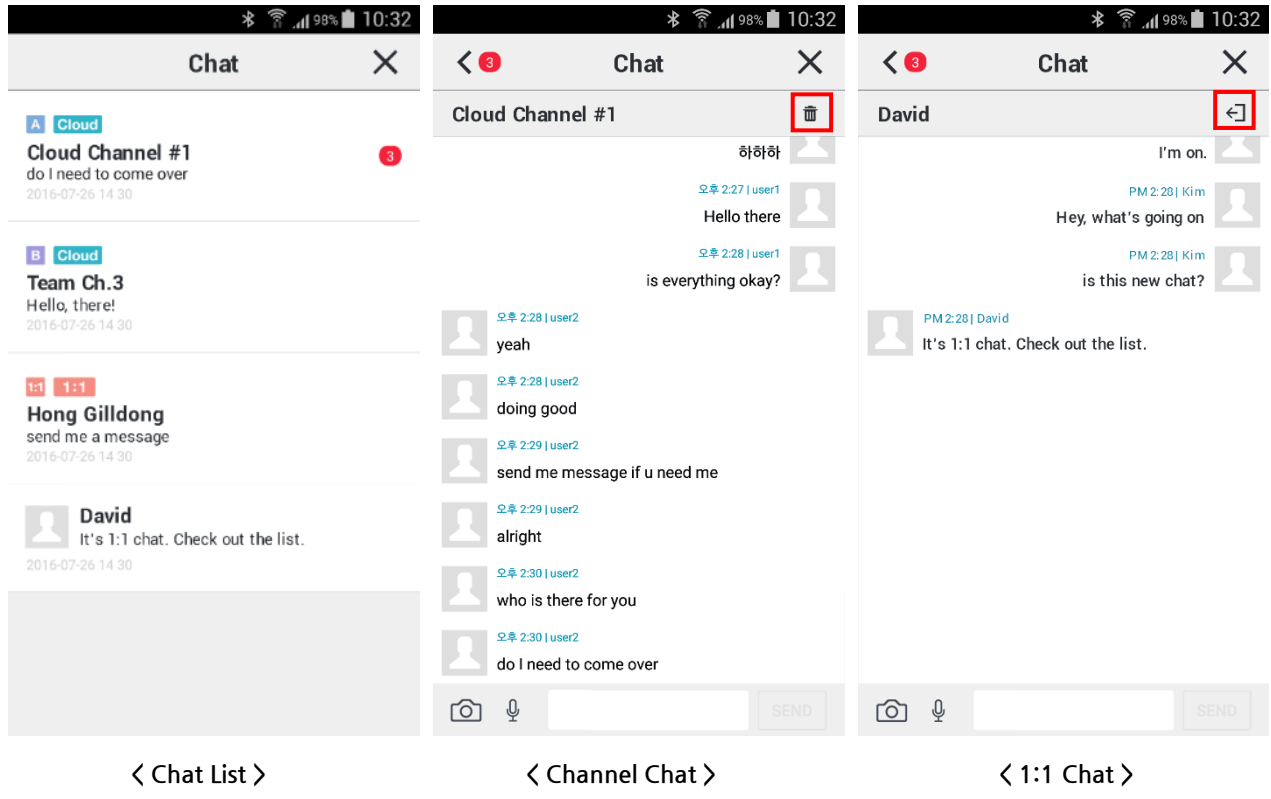 98% 10:32
Chat
A Cloud
Cloud Channel #1
3
do I need to come over
2016-07-26 14 30
B Cloud
Team Ch.3
Hello, there!
2016-07-26 14 30
1:1 1:1
Hong Gilldong
send me a message
2016-07-26 14 30
David
It's 1:1 chat. Check out the list.
2016-07-26 14 30
< Chat List >
98% 10:32
3 Chat
Cloud Channel #1
하하하
오후 2:27 | user1
Hello there
오후 2:28 | user1
is everything okay?
오후 2:28 | user2
yeah
오후 2:28 | user2
doing good
오후 2:29 | user2
send me message if u need me
오후 2:29 | user2
alright
오후 2:30 | user2
who is there for you
오후 2:30 | user2
do I need to come over
SEND
< Channel Chat >
98% 10:32
3 Chat
David
I'm on.
PM 2:28 | Kim
Hey, what's going on
PM 2:28 | Kim
is this new chat?
PM 2:28 | David
It's 1:1 chat. Check out the list.
SEND
< 1:1 Chat >